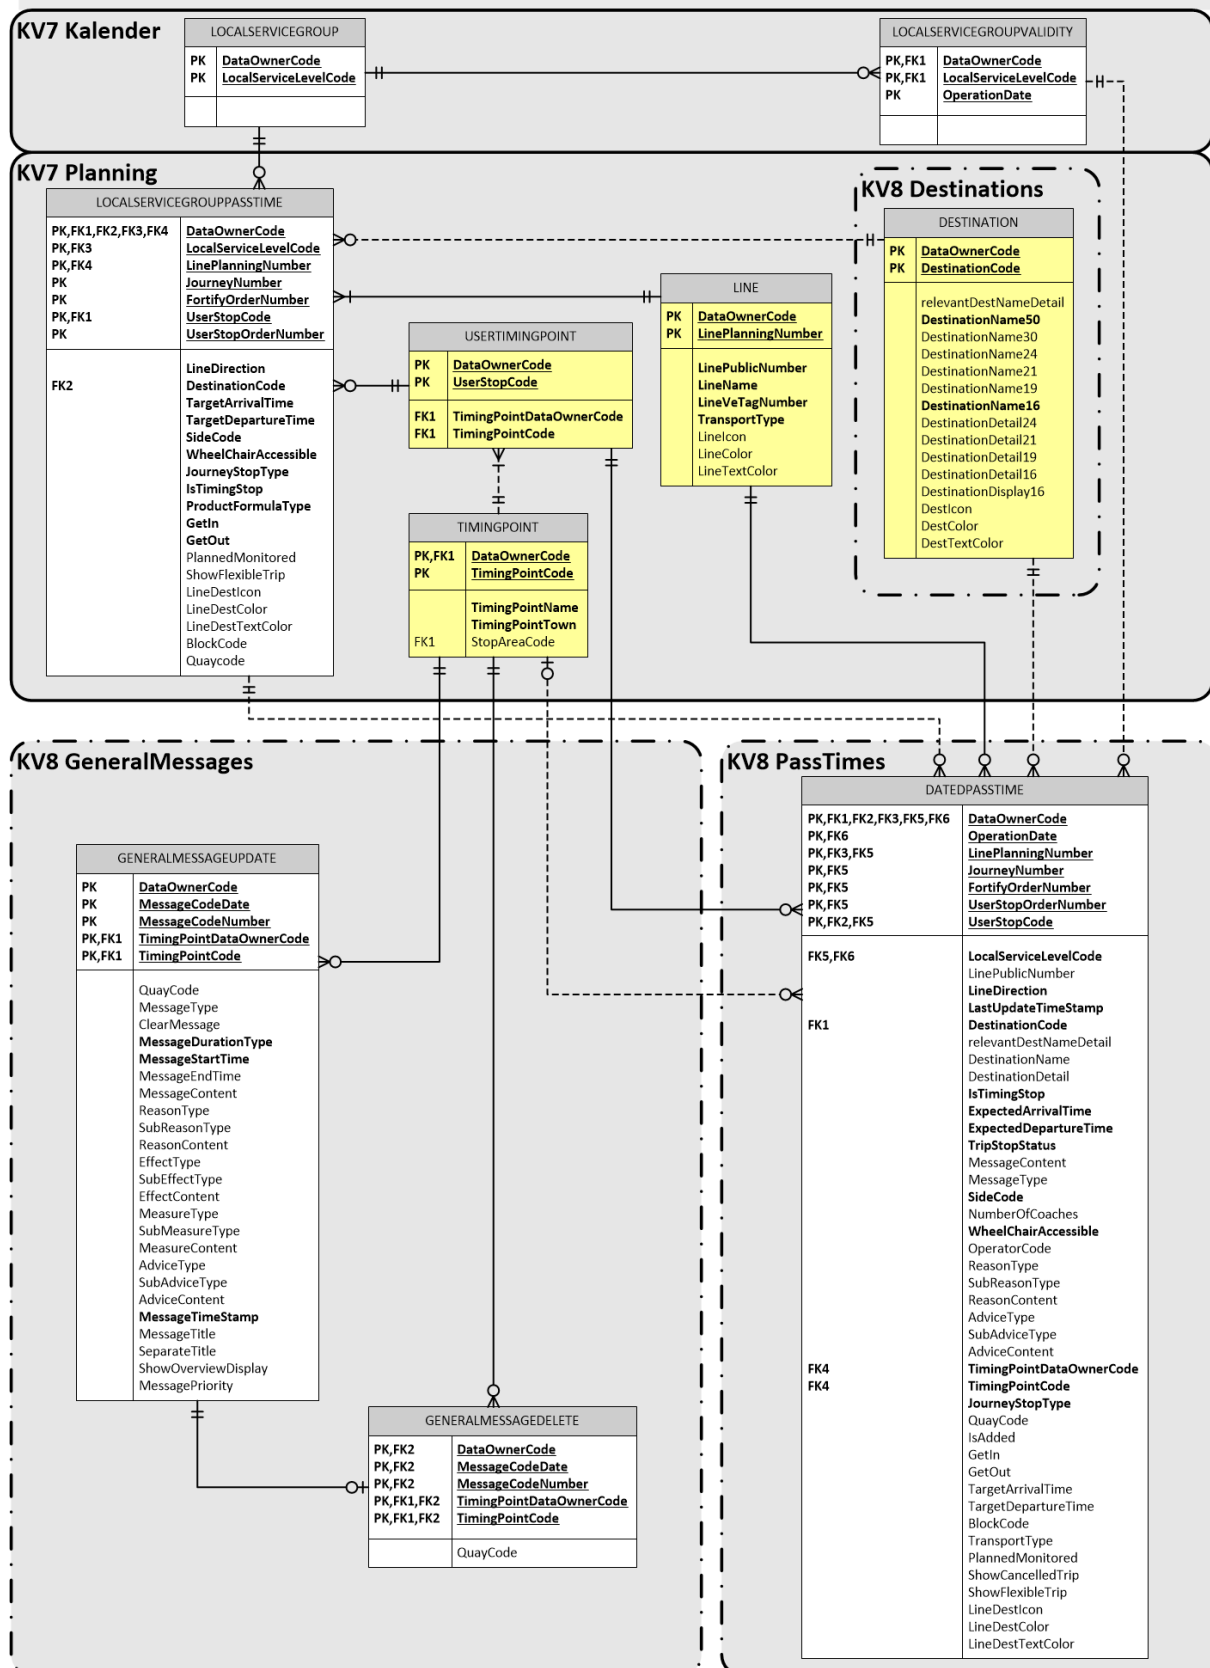 KV7 Kalender
LOCALSERVICEGROUP
PK DataOwnerCode
PK LocalServiceLevelCode
LOCALSERVICEGROUPVALIDITY
PK,FK1 DataOwnerCode
PK,FK1 LocalServiceLevelCode
PK OperationDate
KV7 Planning
LOCALSERVICEGROUPPASSTIME
PK,FK1,FK2,FK3,FK4 DataOwnerCode
PK,FK3 LocalServiceLevelCode
PK,FK4 LinePlanningNumber
PK JourneyNumber
PK FortifyOrderNumber
PK,FK1 UserStopCode
PK UserStopOrderNumber
LineDirection
FK2 DestinationCode
TargetArrivalTime
TargetDepartureTime
SideCode
WheelChairAccessible
JourneyStopType
IsTimingStop
ProductFormulaType
GetIn
GetOut
PlannedMonitored
ShowFlexibleTrip
LineDestIcon
LineDestColor
LineDestTextColor
BlockCode
Quaycode
USERTIMINGPOINT
PK DataOwnerCode
PK UserStopCode
FK1 TimingPointDataOwnerCode
FK1 TimingPointCode
TIMINGPOINT
PK,FK1 DataOwnerCode
PK TimingPointCode
TimingPointName
TimingPointTown
FK1 StopAreaCode
LINE
PK DataOwnerCode
PK LinePlanningNumber
LinePublicNumber
LineName
LineVeTagNumber
TransportType
LineIcon
LineColor
LineTextColor
KV8 Destinations
DESTINATION
PK DataOwnerCode
PK DestinationCode
relevantDestNameDetail
DestinationName50
DestinationName30
DestinationName24
DestinationName21
DestinationName19
DestinationName16
DestinationDetail24
DestinationDetail21
DestinationDetail19
DestinationDetail16
DestinationDisplay16
DestIcon
DestColor
DestTextColor
KV8 GeneralMessages
GENERALMESSAGEUPDATE
PK DataOwnerCode
PK MessageCodeDate
PK MessageCodeNumber
PK,FK1 TimingPointDataOwnerCode
PK,FK1 TimingPointCode
QuayCode
MessageType
ClearMessage
MessageDurationType
MessageStartTime
MessageEndTime
MessageContent
ReasonType
SubReasonType
ReasonContent
EffectType
SubEffectType
EffectContent
MeasureType
SubMeasureType
MeasureContent
AdviceType
SubAdviceType
AdviceContent
MessageTimeStamp
MessageTitle
SeparateTitle
ShowOverviewDisplay
MessagePriority
GENERALMESSAGEDELETE
PK,FK2 DataOwnerCode
PK,FK2 MessageCodeDate
PK,FK2 MessageCodeNumber
PK,FK1,FK2 TimingPointDataOwnerCode
PK,FK1,FK2 TimingPointCode
QuayCode
KV8 PassTimes
DATEDPASSTIME
PK,FK1,FK2,FK3,FK5,FK6 DataOwnerCode
PK,FK6 OperationDate
PK,FK3,FK5 LinePlanningNumber
PK,FK5 JourneyNumber
PK,FK5 FortifyOrderNumber
PK,FK5 UserStopOrderNumber
PK,FK2,FK5 UserStopCode
FK5,FK6 LocalServiceLevelCode
LinePublicNumber
LineDirection
LastUpdateTimeStamp
FK1 DestinationCode
relevantDestNameDetail
DestinationName
DestinationDetail
IsTimingStop
ExpectedArrivalTime
ExpectedDepartureTime
TripStopStatus
MessageContent
MessageType
SideCode
NumberOfCoaches
WheelChairAccessible
OperatorCode
ReasonType
SubReasonType
ReasonContent
AdviceType
SubAdviceType
AdviceContent
FK4 TimingPointDataOwnerCode
FK4 TimingPointCode
JourneyStopType
QuayCode
IsAdded
GetIn
GetOut
TargetArrivalTime
TargetDepartureTime
BlockCode
TransportType
PlannedMonitored
ShowCancelledTrip
ShowFlexibleTrip
LineDestIcon
LineDestColor
LineDestTextColor